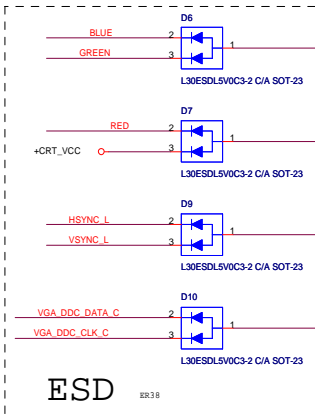 D6
BLUE 2
1
GREEN 3
L30ESDL5V0C3-2 C/A SOT-23
D7
RED 2
1
+CRT_VCC 3
L30ESDL5V0C3-2 C/A SOT-23
D9
HSYNC_L 2
1
VSYNC_L 3
L30ESDL5V0C3-2 C/A SOT-23
D10
VGA_DDC_DATA_C 2
1
VGA_DDC_CLK_C 3
L30ESDL5V0C3-2 C/A SOT-23
ESD ER38